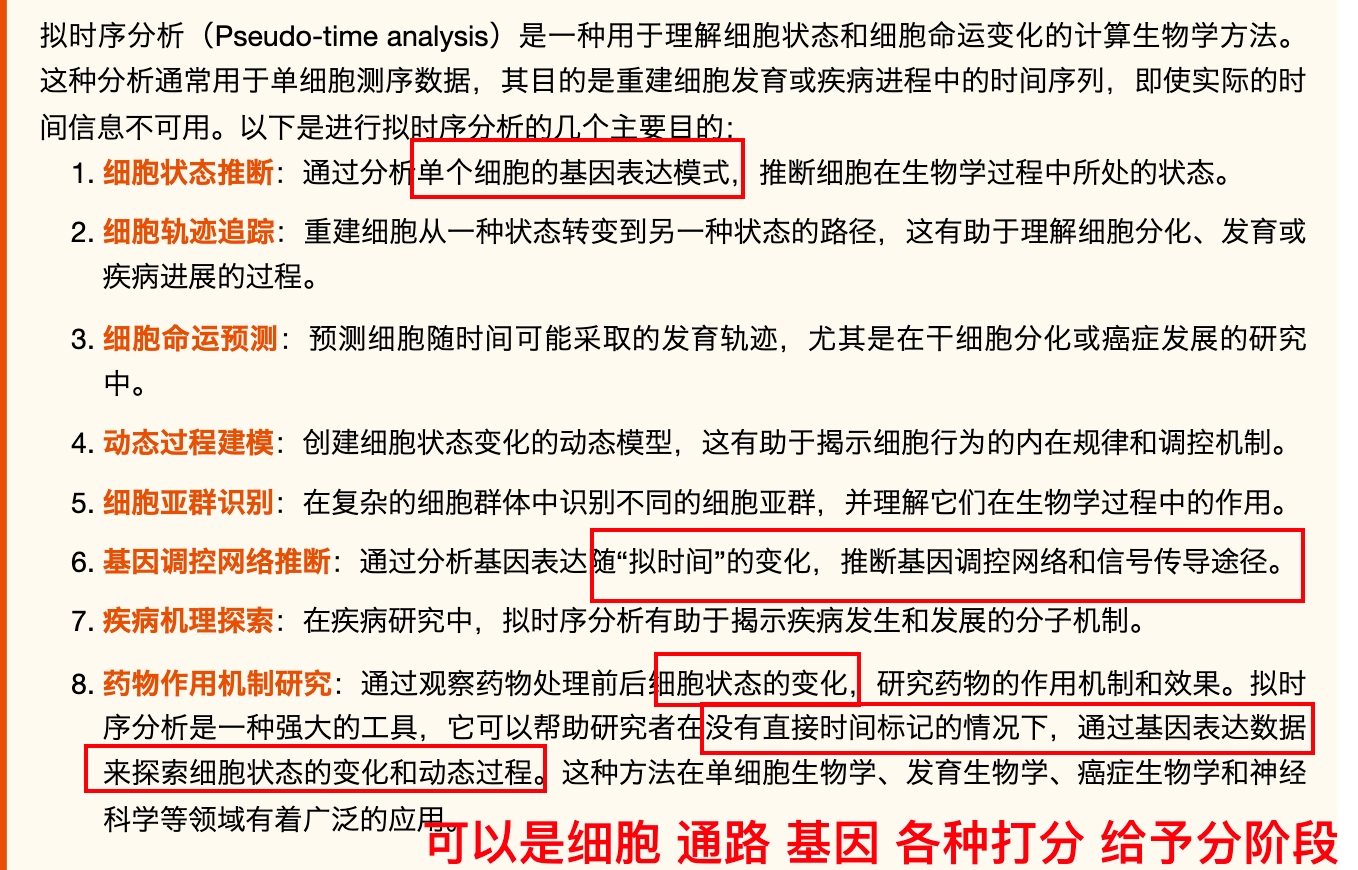 拟时序分析（Pseudo-time analysis）是一种用于理解细胞状态和细胞命运变化的计算生物学方法。
这种分析通常用于单细胞测序数据，其目的是重建细胞发育或疾病进程中的时间序列，即使实际的时
间信息不可用。以下是进行拟时序分析的几个主要目的：
1. 细胞状态推断：通过分析单个细胞的基因表达模式，推断细胞在生物学过程中所处的状态。
2. 细胞轨迹追踪：重建细胞从一种状态转变到另一种状态的路径，这有助于理解细胞分化、发育或
疾病进展的过程。
3. 细胞命运预测：预测细胞随时间可能采取的发育轨迹，尤其是在干细胞分化或癌症发展的研究
中。
4. 动态过程建模：创建细胞状态变化的动态模型，这有助于揭示细胞行为的内在规律和调控机制。
5. 细胞亚群识别：在复杂的细胞群体中识别不同的细胞亚群，并理解它们在生物学过程中的作用。
6. 基因调控网络推断：通过分析基因表达随“拟时间”的变化，推断基因调控网络和信号传导途径。
7. 疾病机理探索：在疾病研究中，拟时序分析有助于揭示疾病发生和发展的分子机制。
8. 药物作用机制研究：通过观察药物处理前后细胞状态的变化，研究药物的作用机制和效果。拟时
序分析是一种强大的工具，它可以帮助研究者在没有直接时间标记的情况下，通过基因表达数据
来探索细胞状态的变化和动态过程。这种方法在单细胞生物学、发育生物学、癌症生物学和神经
科学等领域有着广泛的应用。
可以是细胞 通路 基因 各种打分 给予分阶段